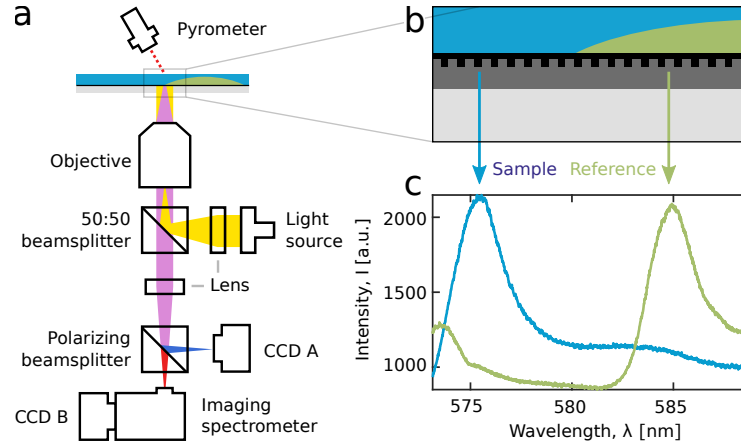 a
Pyrometer
Objective
50:50
beamsplitter
Light
source
Lens
Polarizing
beamsplitter
CCD A
CCD B
Imaging
spectrometer
b
Sample
Reference
c
Intensity, I [a.u.]
2000
1500
1000
575
580
585
Wavelength, λ [nm]